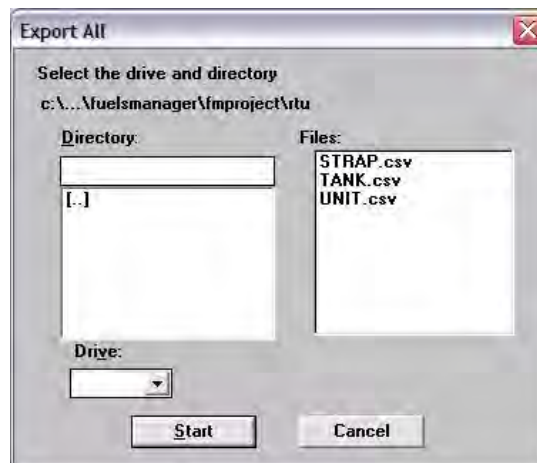 Export All
Select the drive and directory
c:\...\fuelsmanager\fmproject\rtu
Directory:
[..]
Files:
STRAP.csv
TANK.csv
UNIT.csv
Drive:
Start
Cancel